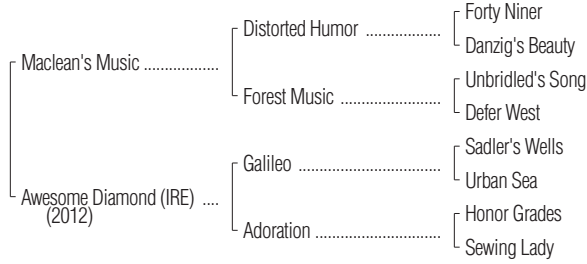 Forty Niner
Distorted Humor ..................
Danzig's Beauty
Maclean's Music ..................
Unbridled's Song
Forest Music ........................
Defer West
Sadler's Wells
Galileo .................................
Urban Sea
Awesome Diamond (IRE) ....
(2012)
Honor Grades
Adoration .............................
Sewing Lady